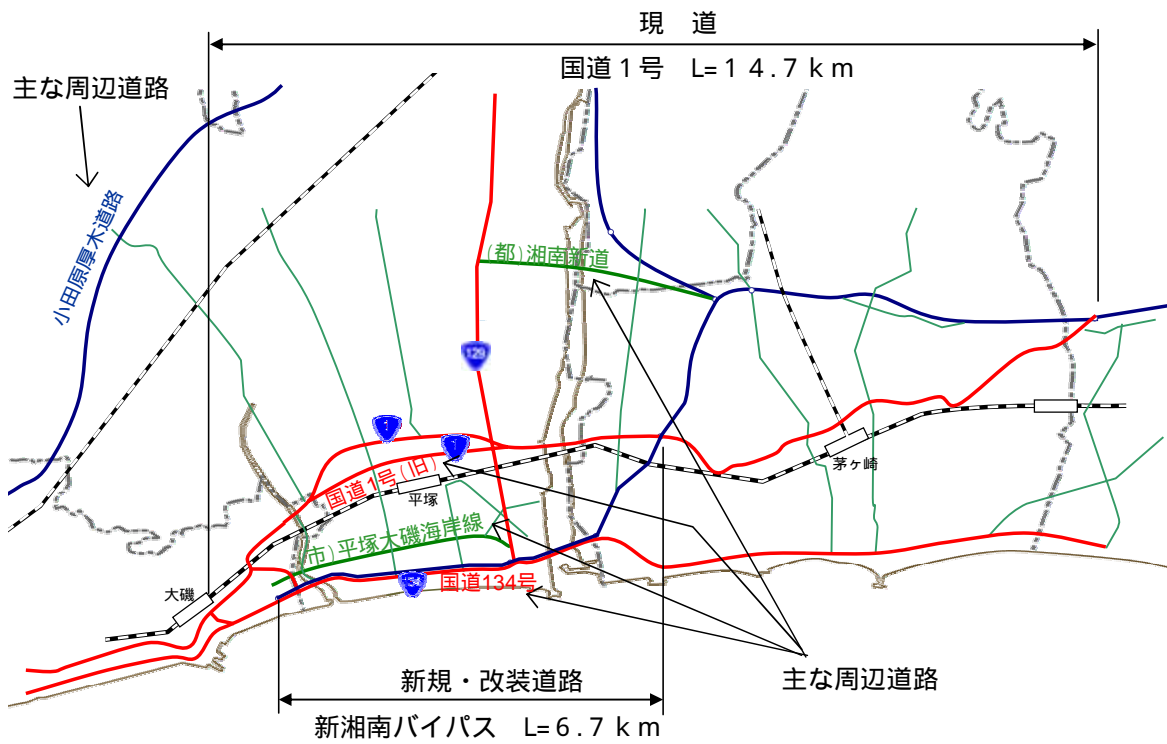 現　道
国道１号　L=１４.７ｋｍ
主な周辺道路
小田原厚木道路
(都)湘南新道
129
1
1
国道1号(旧)
平塚
茅ヶ崎
市)平塚大磯海岸線
134
国道134号
大磯
新規・改装道路
主な周辺道路
新湘南バイパス　L=６.７ｋｍ